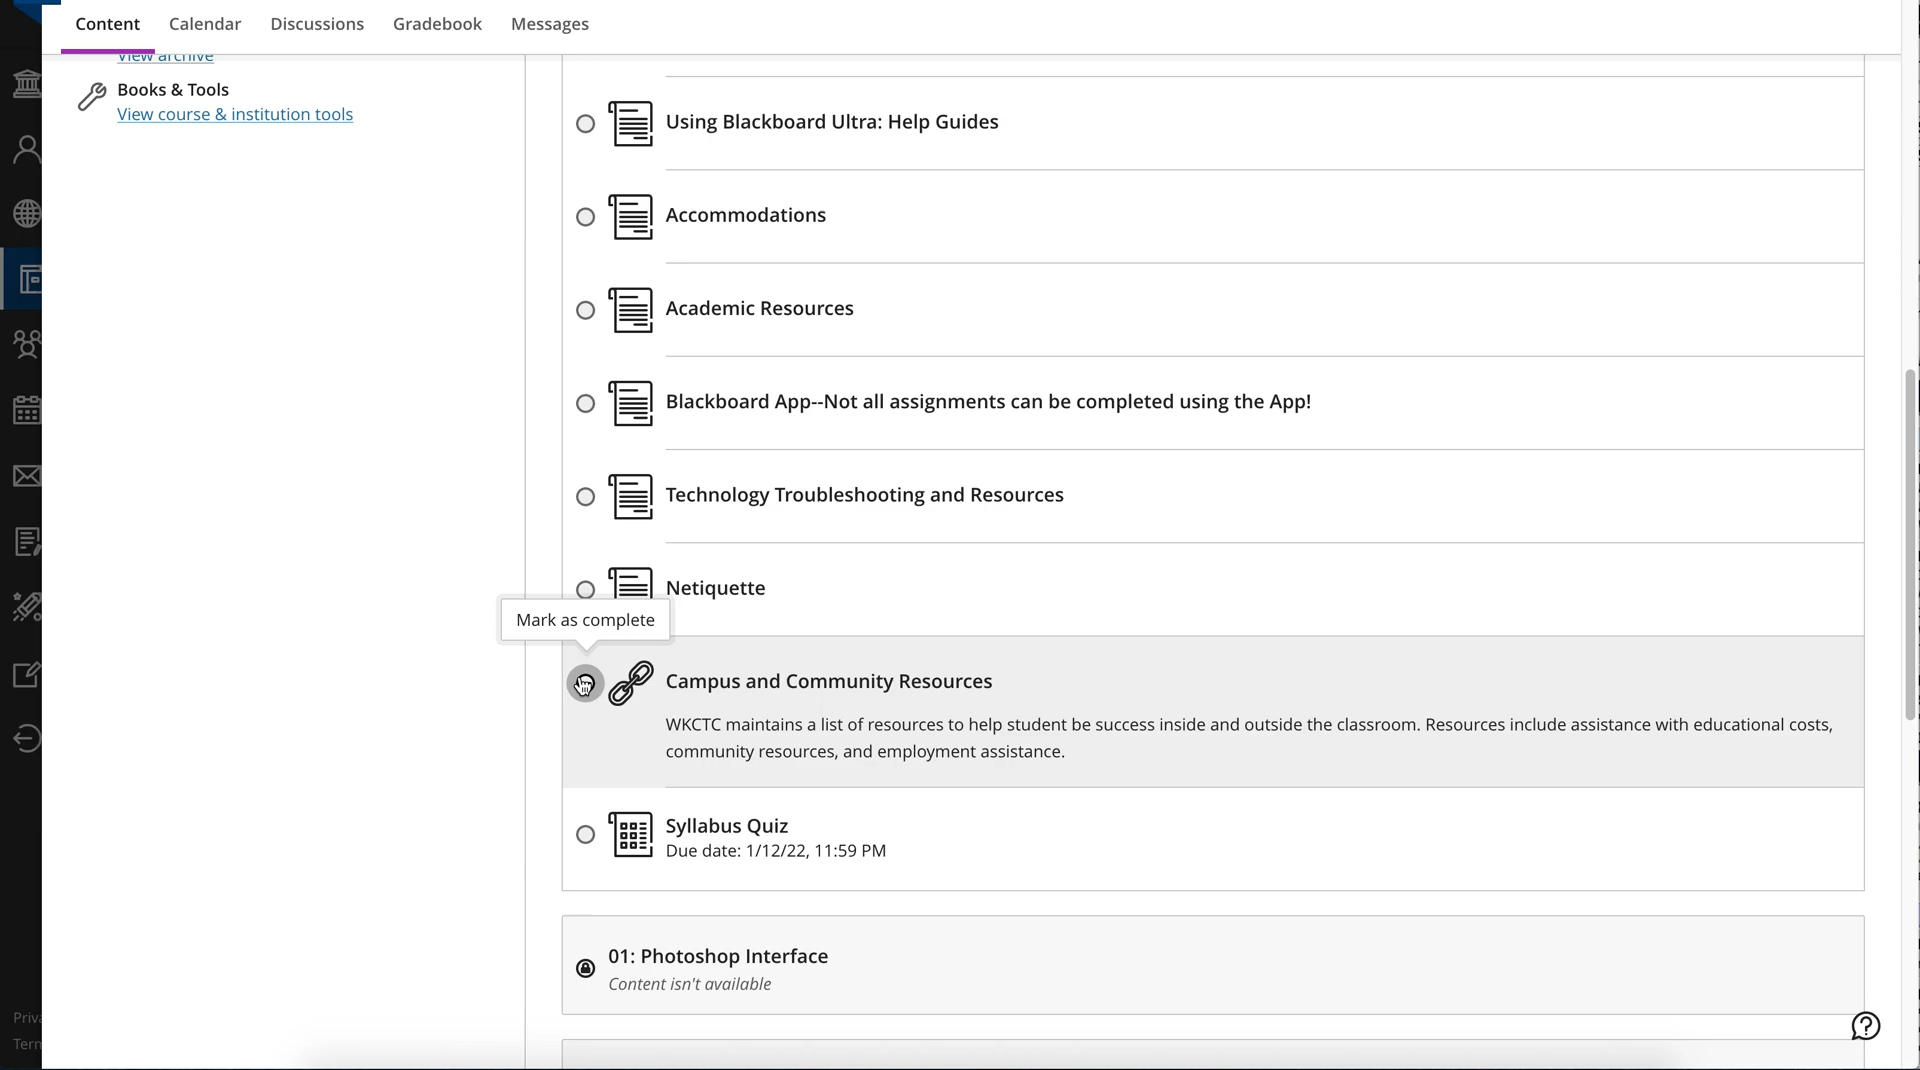 Content
Calendar
Discussions
Gradebook
Messages
View archive
Books & Tools
View course & institution tools
Using Blackboard Ultra: Help Guides
Accommodations
Academic Resources
Blackboard App--Not all assignments can be completed using the App!
Technology Troubleshooting and Resources
Netiquette
Mark as complete
Campus and Community Resources
WKCTC maintains a list of resources to help student be success inside and outside the classroom. Resources include assistance with educational costs,
community resources, and employment assistance.
Syllabus Quiz
Due date: 1/12/22, 11:59 PM
01: Photoshop Interface
Content isn't available
Priva
Term